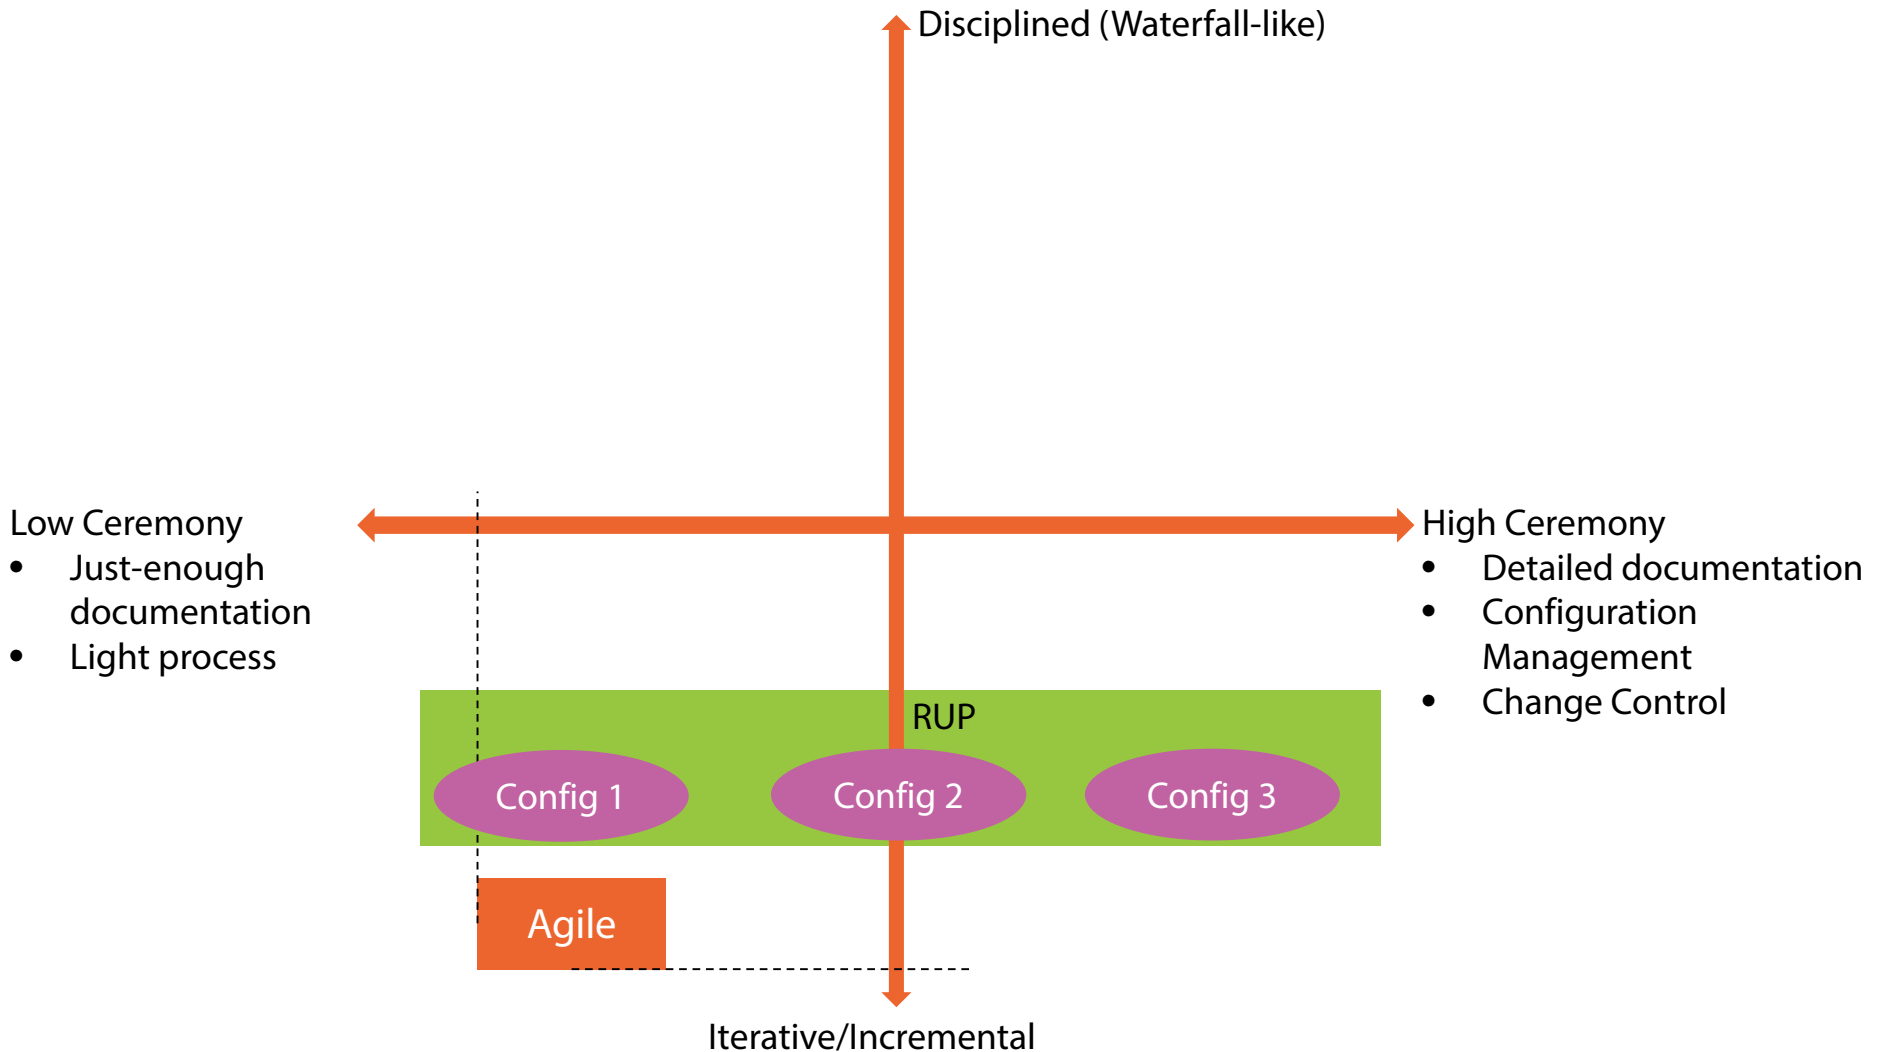 Disciplined (Waterfall-like)
Low Ceremony
• Just-enough
documentation
• Light process
High Ceremony
• Detailed documentation
• Configuration
Management
• Change Control
RUP
Config 1
Config 2
Config 3
Agile
Iterative/Incremental